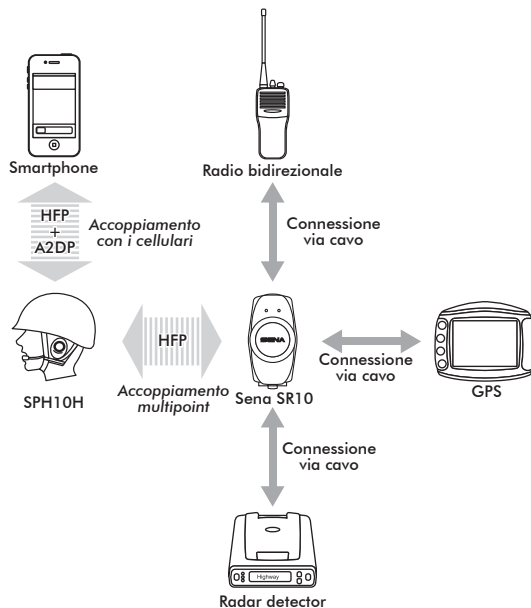 Smartphone
Radio bidirezionale
HFP
+
A2DP
Accoppiamento
con i cellulari
Connessione
via cavo
SPH10H
HFP
Accoppiamento
multipoint
SENA
Sena SR10
Connessione
via cavo
GPS
Connessione
via cavo
Highway
Radar detector